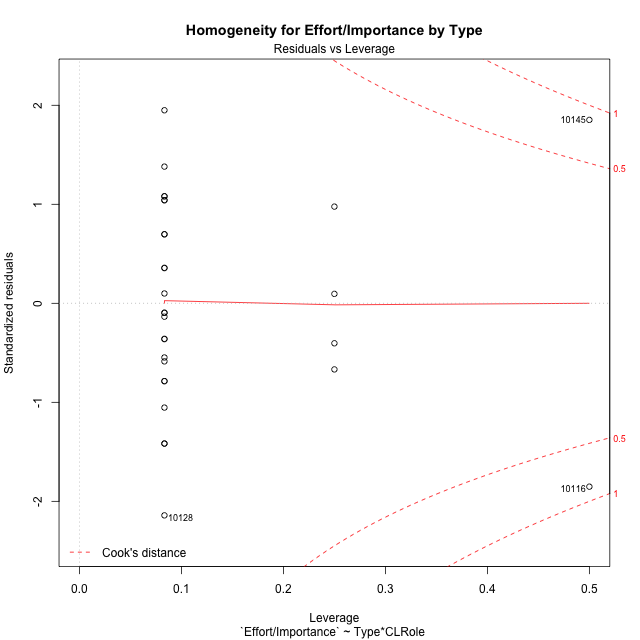 Homogeneity for Effort/Importance by Type
Residuals vs Leverage
2
1
0
-1
-2
Standardized residuals
10145
1
0.5
0.5
10116
1
10128
Cook's distance
0.0 0.1 0.2 0.3 0.4 0.5
Leverage
`Effort/Importance` ~ Type*CLRole